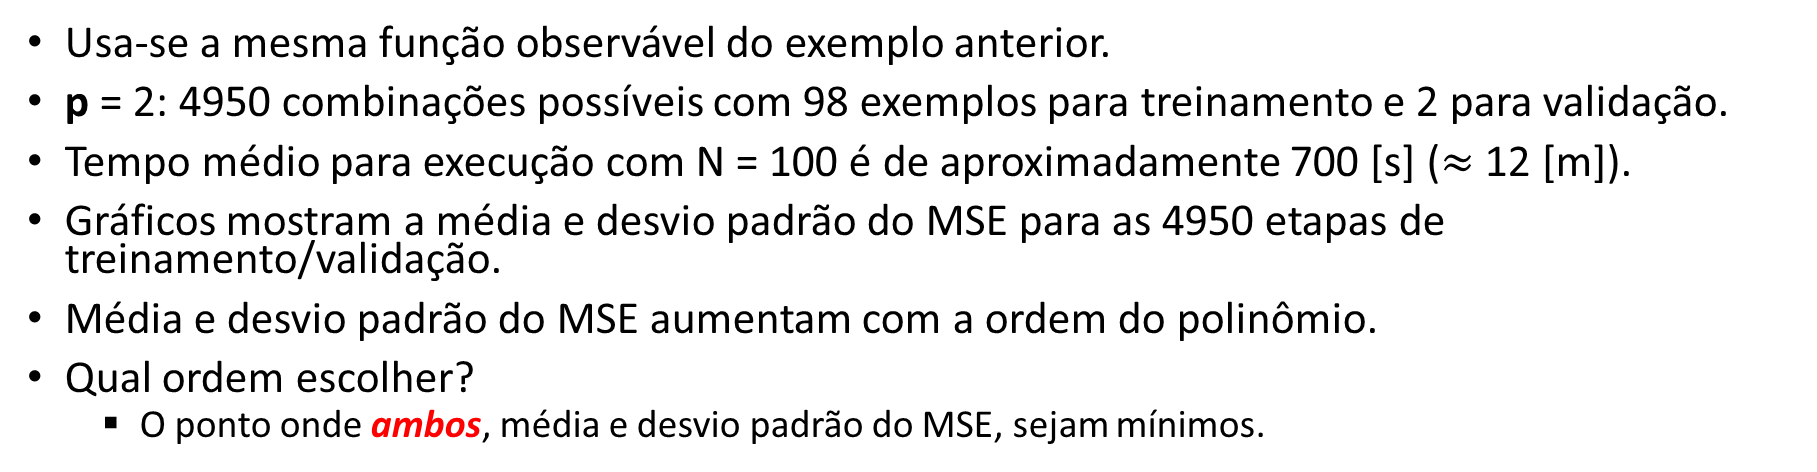 • Usa-se a mesma função observável do exemplo anterior.
• p = 2: 4950 combinações possíveis com 98 exemplos para treinamento e 2 para validação.
• Tempo médio para execução com N = 100 é de aproximadamente 700 [s] (≈ 12 [m]).
• Gráficos mostram a média e desvio padrão do MSE para as 4950 etapas de
treinamento/validação.
• Média e desvio padrão do MSE aumentam com a ordem do polinômio.
• Qual ordem escolher?
▪ O ponto onde ambos, média e desvio padrão do MSE, sejam mínimos.